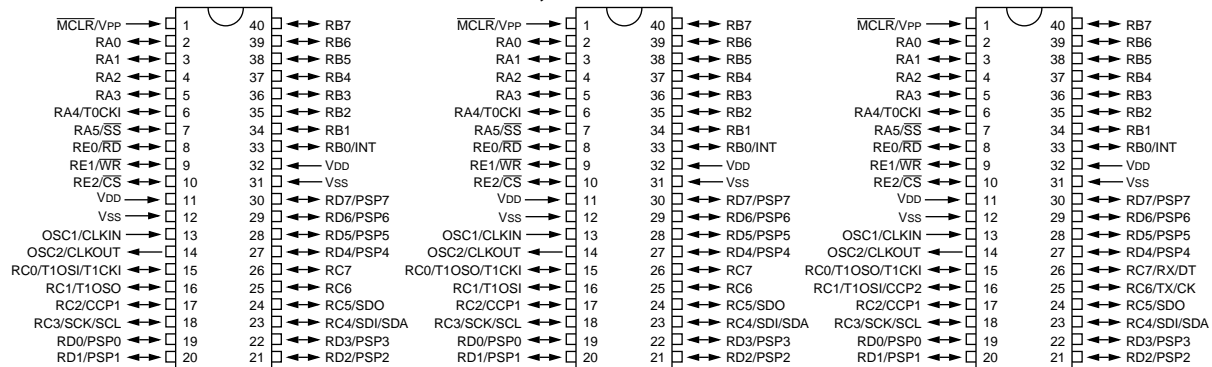 MCLR/VPP 1 40 RB7
RA0 2 39 RB6
RA1 3 38 RB5
RA2 4 37 RB4
RA3 5 36 RB3
RA4/T0CKI 6 35 RB2
RA5/SS 7 34 RB1
RE0/RD 8 33 RB0/INT
RE1/WR 9 32 VDD
RE2/CS 10 31 VSS
VDD 11 30 RD7/PSP7
VSS 12 29 RD6/PSP6
OSC1/CLKIN 13 28 RD5/PSP5
OSC2/CLKOUT 14 27 RD4/PSP4
RC0/T1OSI/T1CKI 15 26 RC7
RC1/T1OSO 16 25 RC6
RC2/CCP1 17 24 RC5/SDO
RC3/SCK/SCL 18 23 RC4/SDI/SDA
RD0/PSP0 19 22 RD3/PSP3
RD1/PSP1 20 21 RD2/PSP2
MCLR/VPP 1 40 RB7
RA0 2 39 RB6
RA1 3 38 RB5
RA2 4 37 RB4
RA3 5 36 RB3
RA4/T0CKI 6 35 RB2
RA5/SS 7 34 RB1
RE0/RD 8 33 RB0/INT
RE1/WR 9 32 VDD
RE2/CS 10 31 VSS
VDD 11 30 RD7/PSP7
VSS 12 29 RD6/PSP6
OSC1/CLKIN 13 28 RD5/PSP5
OSC2/CLKOUT 14 27 RD4/PSP4
RC0/T1OSO/T1CKI 15 26 RC7
RC1/T1OSI 16 25 RC6
RC2/CCP1 17 24 RC5/SDO
RC3/SCK/SCL 18 23 RC4/SDI/SDA
RD0/PSP0 19 22 RD3/PSP3
RD1/PSP1 20 21 RD2/PSP2
MCLR/VPP 1 40 RB7
RA0 2 39 RB6
RA1 3 38 RB5
RA2 4 37 RB4
RA3 5 36 RB3
RA4/T0CKI 6 35 RB2
RA5/SS 7 34 RB1
RE0/RD 8 33 RB0/INT
RE1/WR 9 32 VDD
RE2/CS 10 31 VSS
VDD 11 30 RD7/PSP7
VSS 12 29 RD6/PSP6
OSC1/CLKIN 13 28 RD5/PSP5
OSC2/CLKOUT 14 27 RD4/PSP4
RC0/T1OSO/T1CKI 15 26 RC7/RX/DT
RC1/T1OSI/CCP2 16 25 RC6/TX/CK
RC2/CCP1 17 24 RC5/SDO
RC3/SCK/SCL 18 23 RC4/SDI/SDA
RD0/PSP0 19 22 RD3/PSP3
RD1/PSP1 20 21 RD2/PSP2